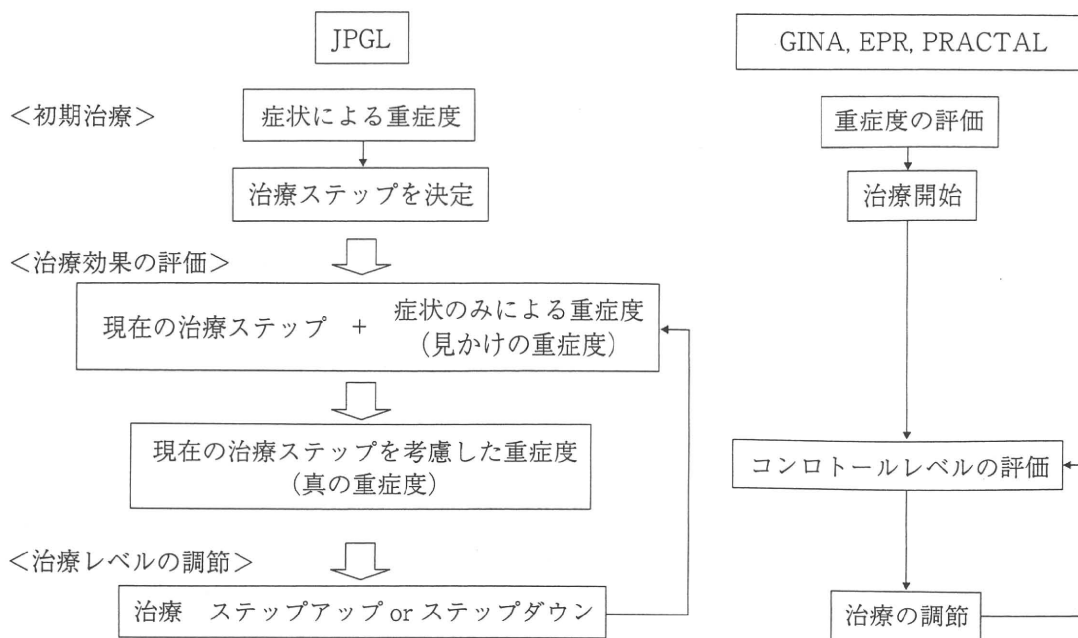 JPGL
GINA, EPR, PRACTAL
<初期治療>
症状による重症度
重症度の評価
治療ステップを決定
治療開始
<治療効果の評価>
現在の治療ステップ + 症状のみによる重症度
(見かけの重症度)
現在の治療ステップを考慮した重症度
(真の重症度)
コンロトールレベルの評価
<治療レベルの調節>
治療 ステップアップ or ステップダウン
治療の調節